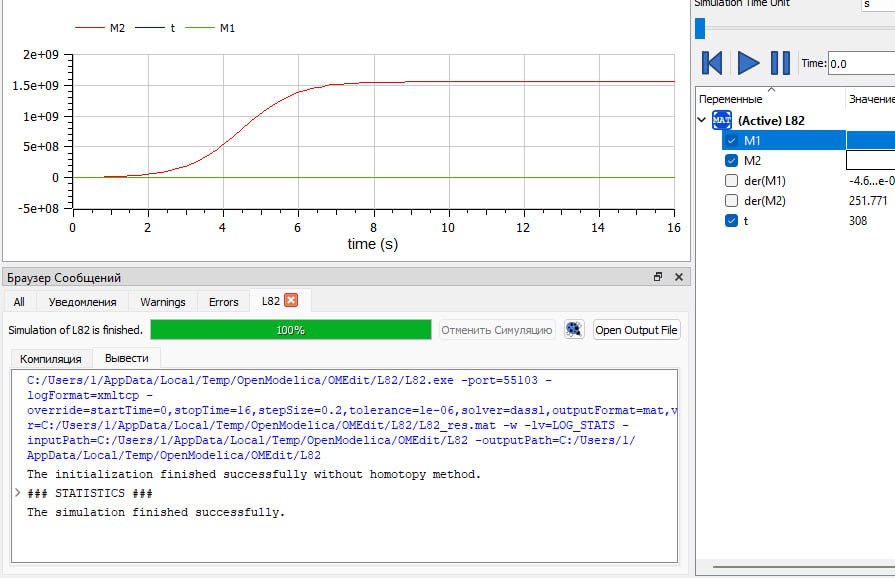 Simulation Time Unit
s
M2
t
M1
2e+09
1.5e+09
1e+09
5e+08
0
-5e+08
0 2 4 6 8 10 12 14 16
time (s)
Time: 0.0
Переменные Значение
MAT (Active) L82
M1
M2
der(M1) -4.6...e-0
der(M2) 251.771
t 308
Браузер Сообщений
All Уведомления Warnings Errors L82
Simulation of L82 is finished. 100% Отменить Симуляцию Open Output File
Компиляция Вывести
C:/Users/1/AppData/Local/Temp/OpenModelica/OMEdit/L82/L82.exe -port=55103 -
logFormat=xmltcp -
override=startTime=0,stopTime=16,stepSize=0.2,tolerance=1e-06,solver=dassl,outputFormat=mat,v
r=C:/Users/1/AppData/Local/Temp/OpenModelica/OMEdit/L82/L82_res.mat -w -lv=LOG_STATS -
inputPath=C:/Users/1/AppData/Local/Temp/OpenModelica/OMEdit/L82 -outputPath=C:/Users/1/
AppData/Local/Temp/OpenModelica/OMEdit/L82
The initialization finished successfully without homotopy method.
### STATISTICS ###
The simulation finished successfully.